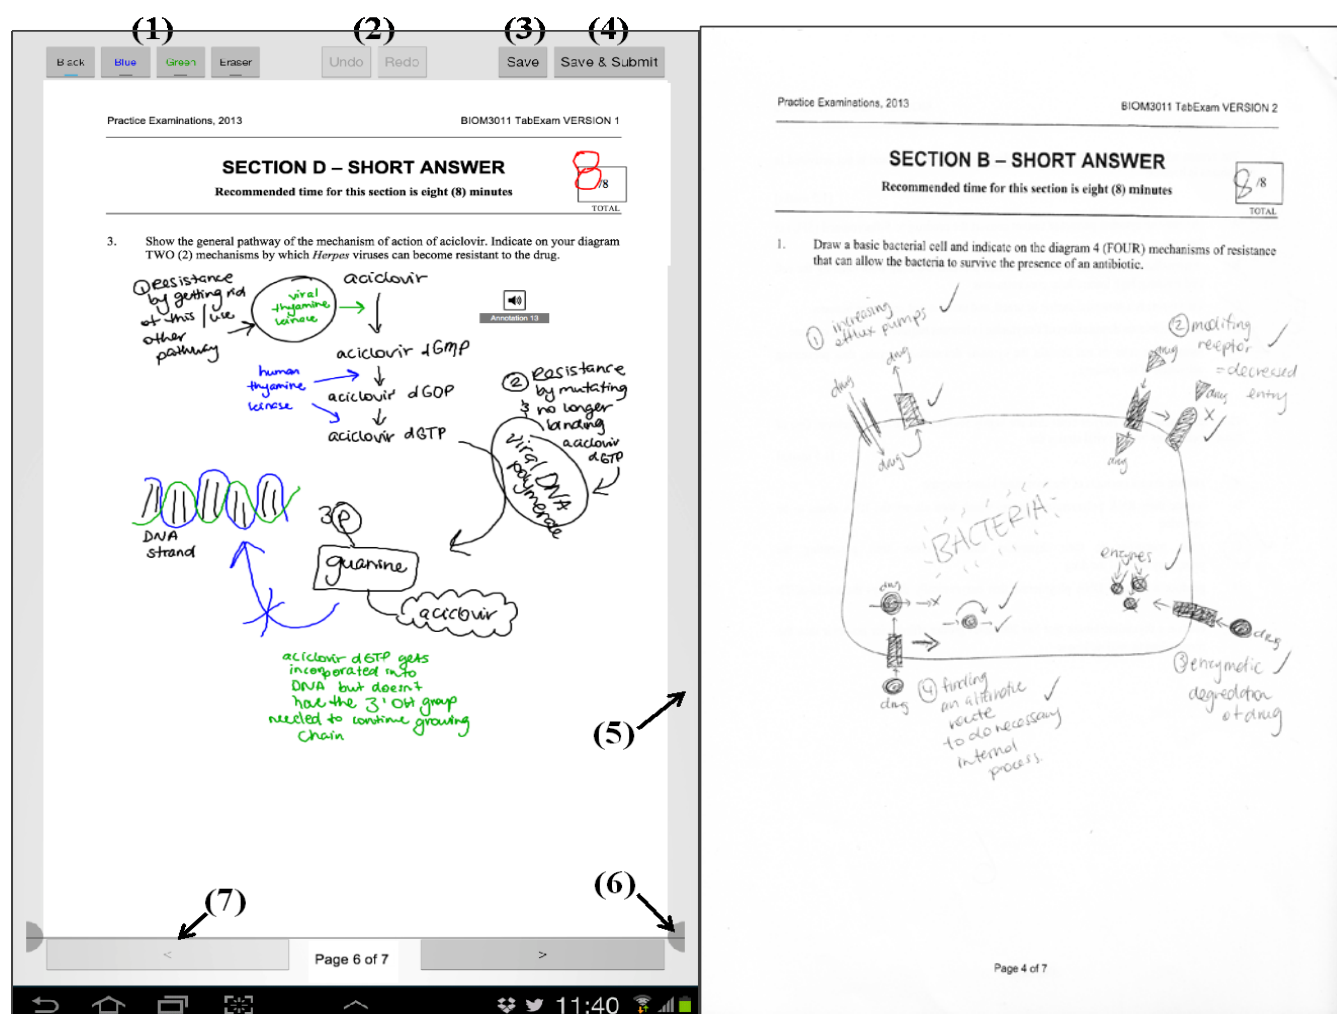 (1)
(2)
(3)
(4)
Black
Blue
Green
Eraser
Undo
Redo
Save
Save & Submit
Practice Examinations, 2013
BIOM3011 TabExam VERSION 1
SECTION D – SHORT ANSWER
Recommended time for this section is eight (8) minutes
8
/8
TOTAL
3. Show the general pathway of the mechanism of action of aciclovir. Indicate on your diagram
TWO (2) mechanisms by which Herpes viruses can become resistant to the drug.
① Resistance
by getting rid
of this / use
other
pathway
viral
thyamine
kinase
aciclovir
Annotation 13
aciclovir dGMP
human
thyamine
kinase
aciclovir dGDP
aciclovir dGTP
② Resistance
by mutating
& no longer
binding
aciclovir
dGTP
viral DNA
polymerase
DNA
strand
3 P
guanine
aciclovir
aciclovir dGTP gets
incorporated into
DNA but doesn't
have the 3' OH group
needed to continue growing
chain
(5)
(6)
(7)
<
Page 6 of 7
>
11:40
Practice Examinations, 2013
BIOM3011 TabExam VERSION 2
SECTION B – SHORT ANSWER
Recommended time for this section is eight (8) minutes
8
/8
TOTAL
1. Draw a basic bacterial cell and indicate on the diagram 4 (FOUR) mechanisms of resistance
that can allow the bacteria to survive the presence of an antibiotic.
① increasing
efflux pumps
drug
drug
drug
② modifing
receptor
= decreased
entry
drug
drug
drug
BACTERIA
enzymes
drug
③ enzymatic
degredation
of drug
drug
drug
④ finding
an alternate
route
to do necessary
internal
process.
Page 4 of 7